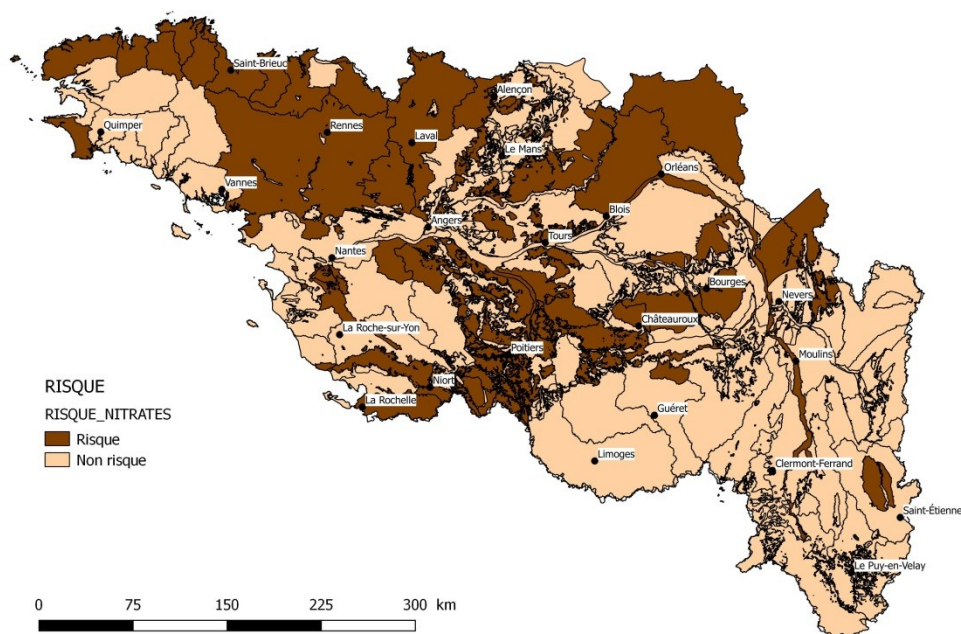 Saint-Brieuc
Alençon
Quimper
Rennes
Laval
Le Mans
Orléans
Vannes
Blois
Angers
Tours
Nantes
Bourges
Nevers
Châteauroux
La Roche-sur-Yon
Poitiers
Moulins
RISQUE
Niort
RISQUE_NITRATES
La Rochelle
Guéret
Risque
Non risque
Limoges
Clermont-Ferrand
Saint-Étienne
Le Puy-en-Velay
0 75 150 225 300 km